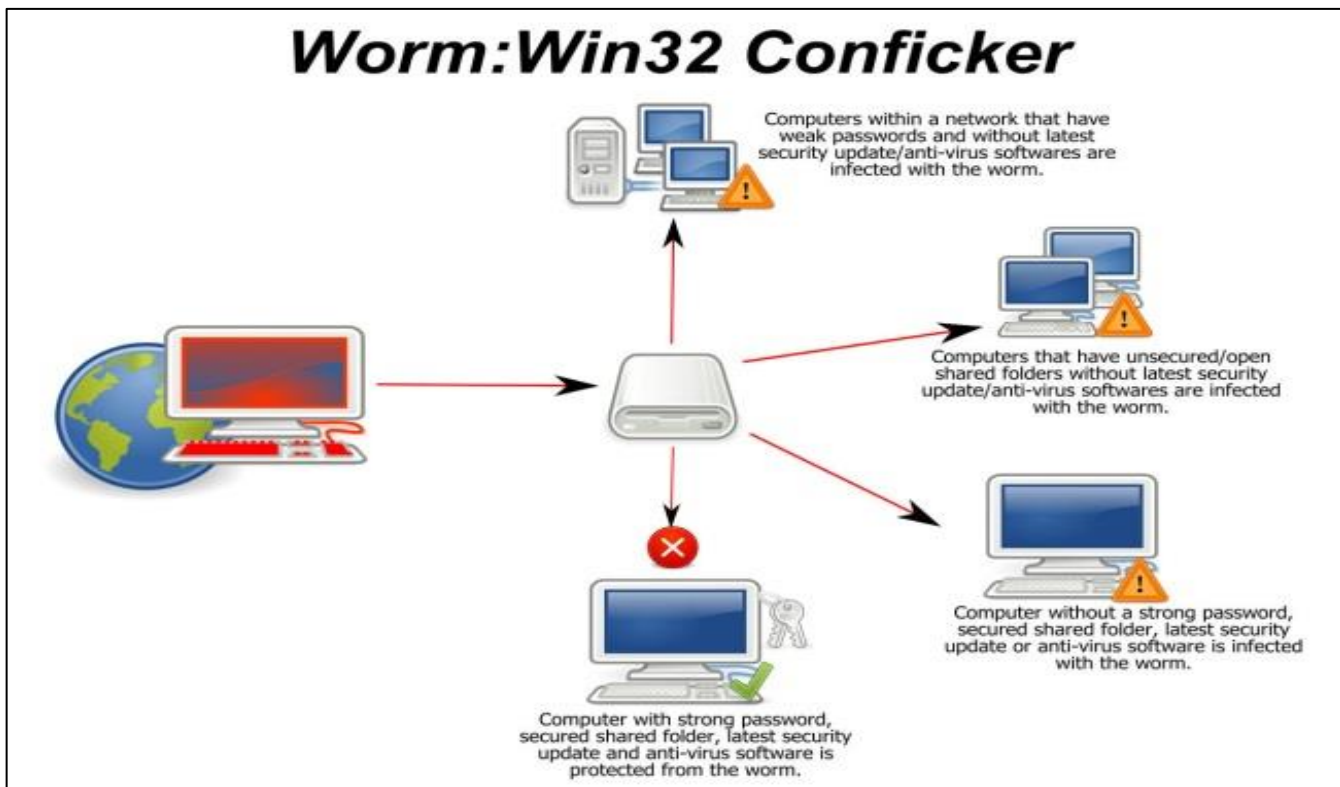 Worm:Win32 Conficker
Computers within a network that have
weak passwords and without latest
security update/anti-virus softwares are
infected with the worm.
Computers that have unsecured/open
shared folders without latest security
update/anti-virus softwares are infected
with the worm.
Computer without a strong password,
secured shared folder, latest security
update or anti-virus software is infected
with the worm.
Computer with strong password,
secured shared folder, latest security
update and anti-virus software is
protected from the worm.